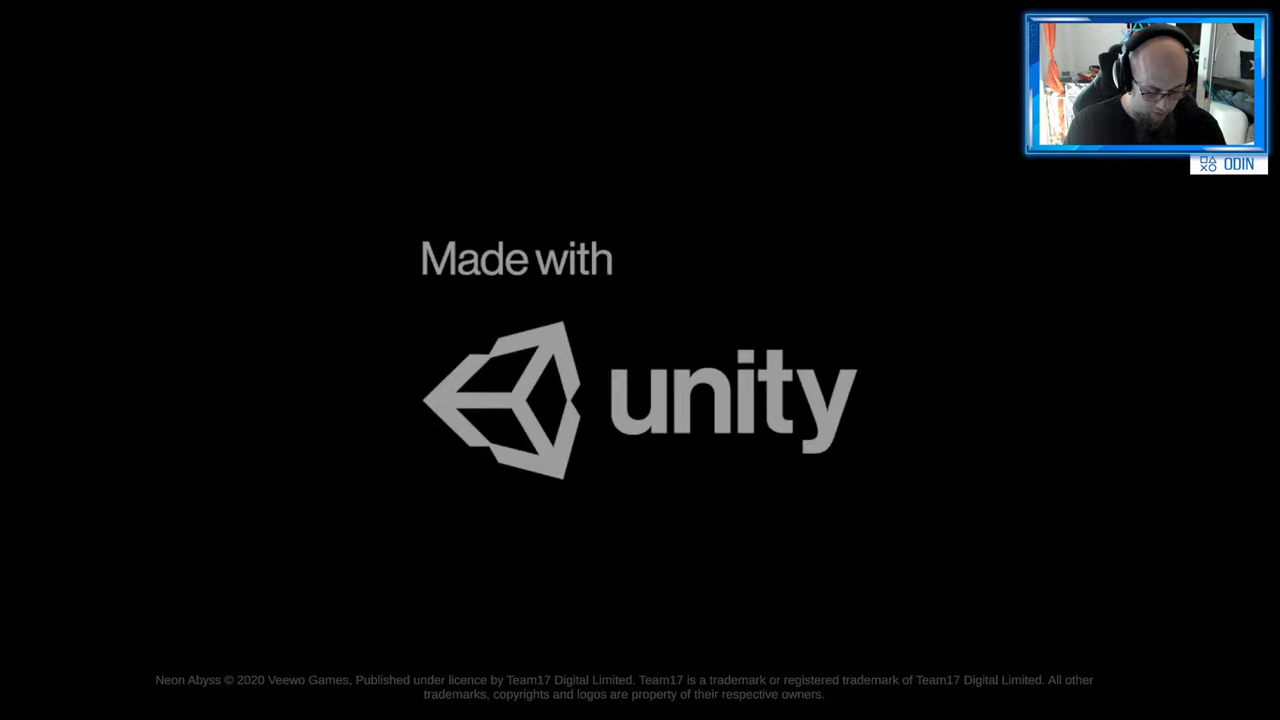 ODIN
Made with
unity
Neon Abyss © 2020 Veewo Games, Published under licence by Team17 Digital Limited. Team17 is a trademark or registered trademark of Team17 Digital Limited. All other
trademarks, copyrights and logos are property of their respective owners.